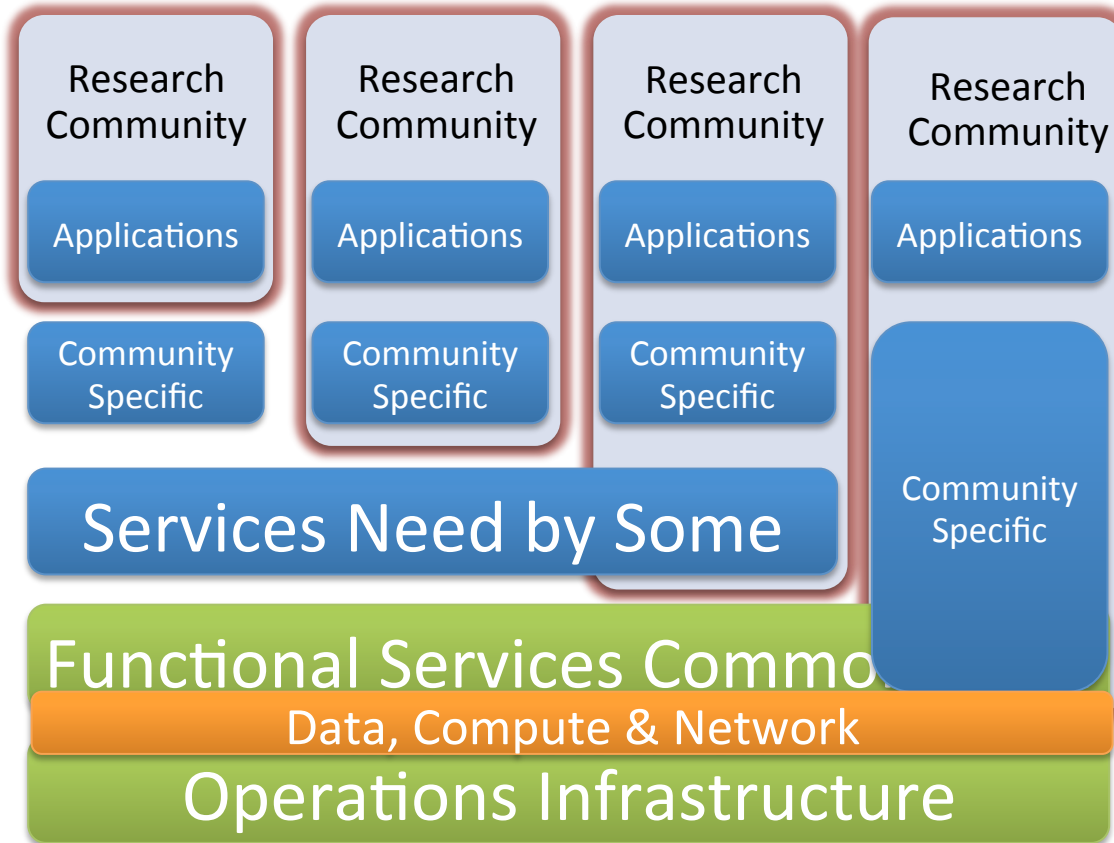 Research
Community
Research
Community
Research
Community
Research
Community
Applications
Applications
Applications
Applications
Community
Specific
Community
Specific
Community
Specific
Community
Specific
Services Need by Some
Functional Services
Data, Compute & Network
Operations Infrastructure